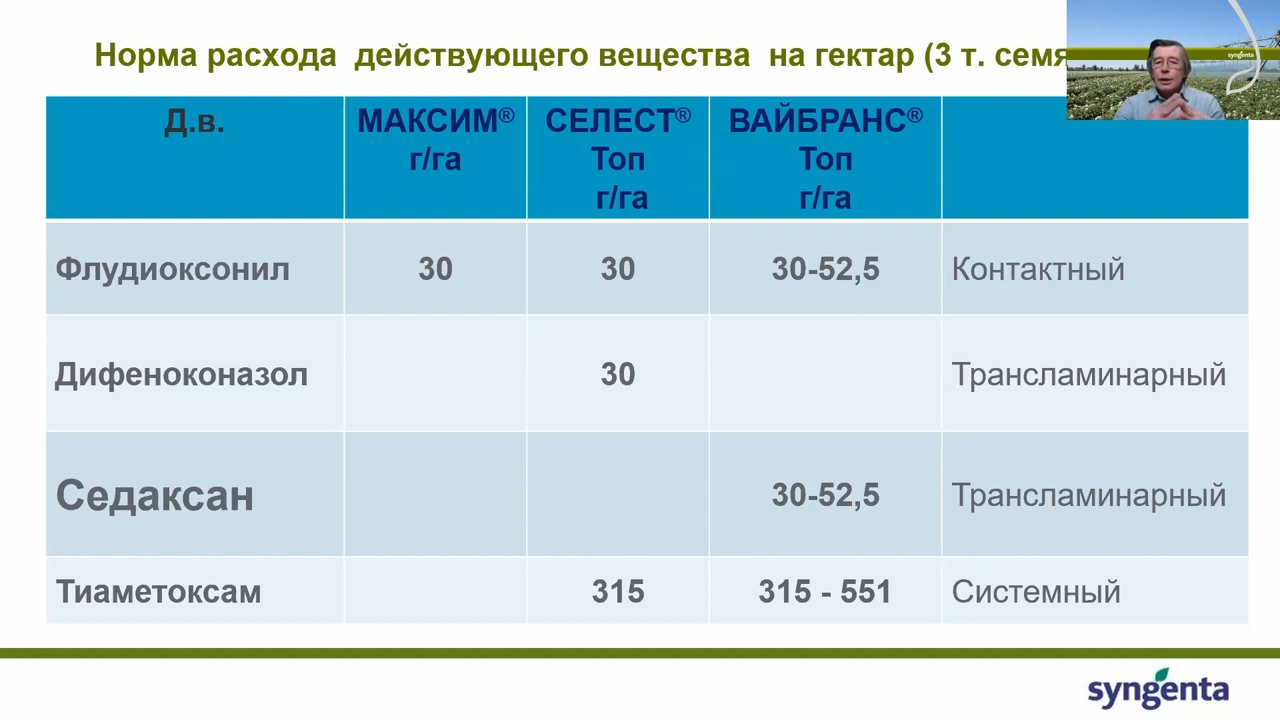 Норма расхода действующего вещества на гектар (3 т. семя
syngenta
Д.в.
МАКСИМ®
г/га
СЕЛЕСТ®
Топ
г/га
ВАЙБРАНС®
Топ
г/га
Флудиоксонил 30 30 30-52,5 Контактный
Дифеноконазол 30 Трансламинарный
Седаксан 30-52,5 Трансламинарный
Тиаметоксам 315 315 - 551 Системный
syngenta